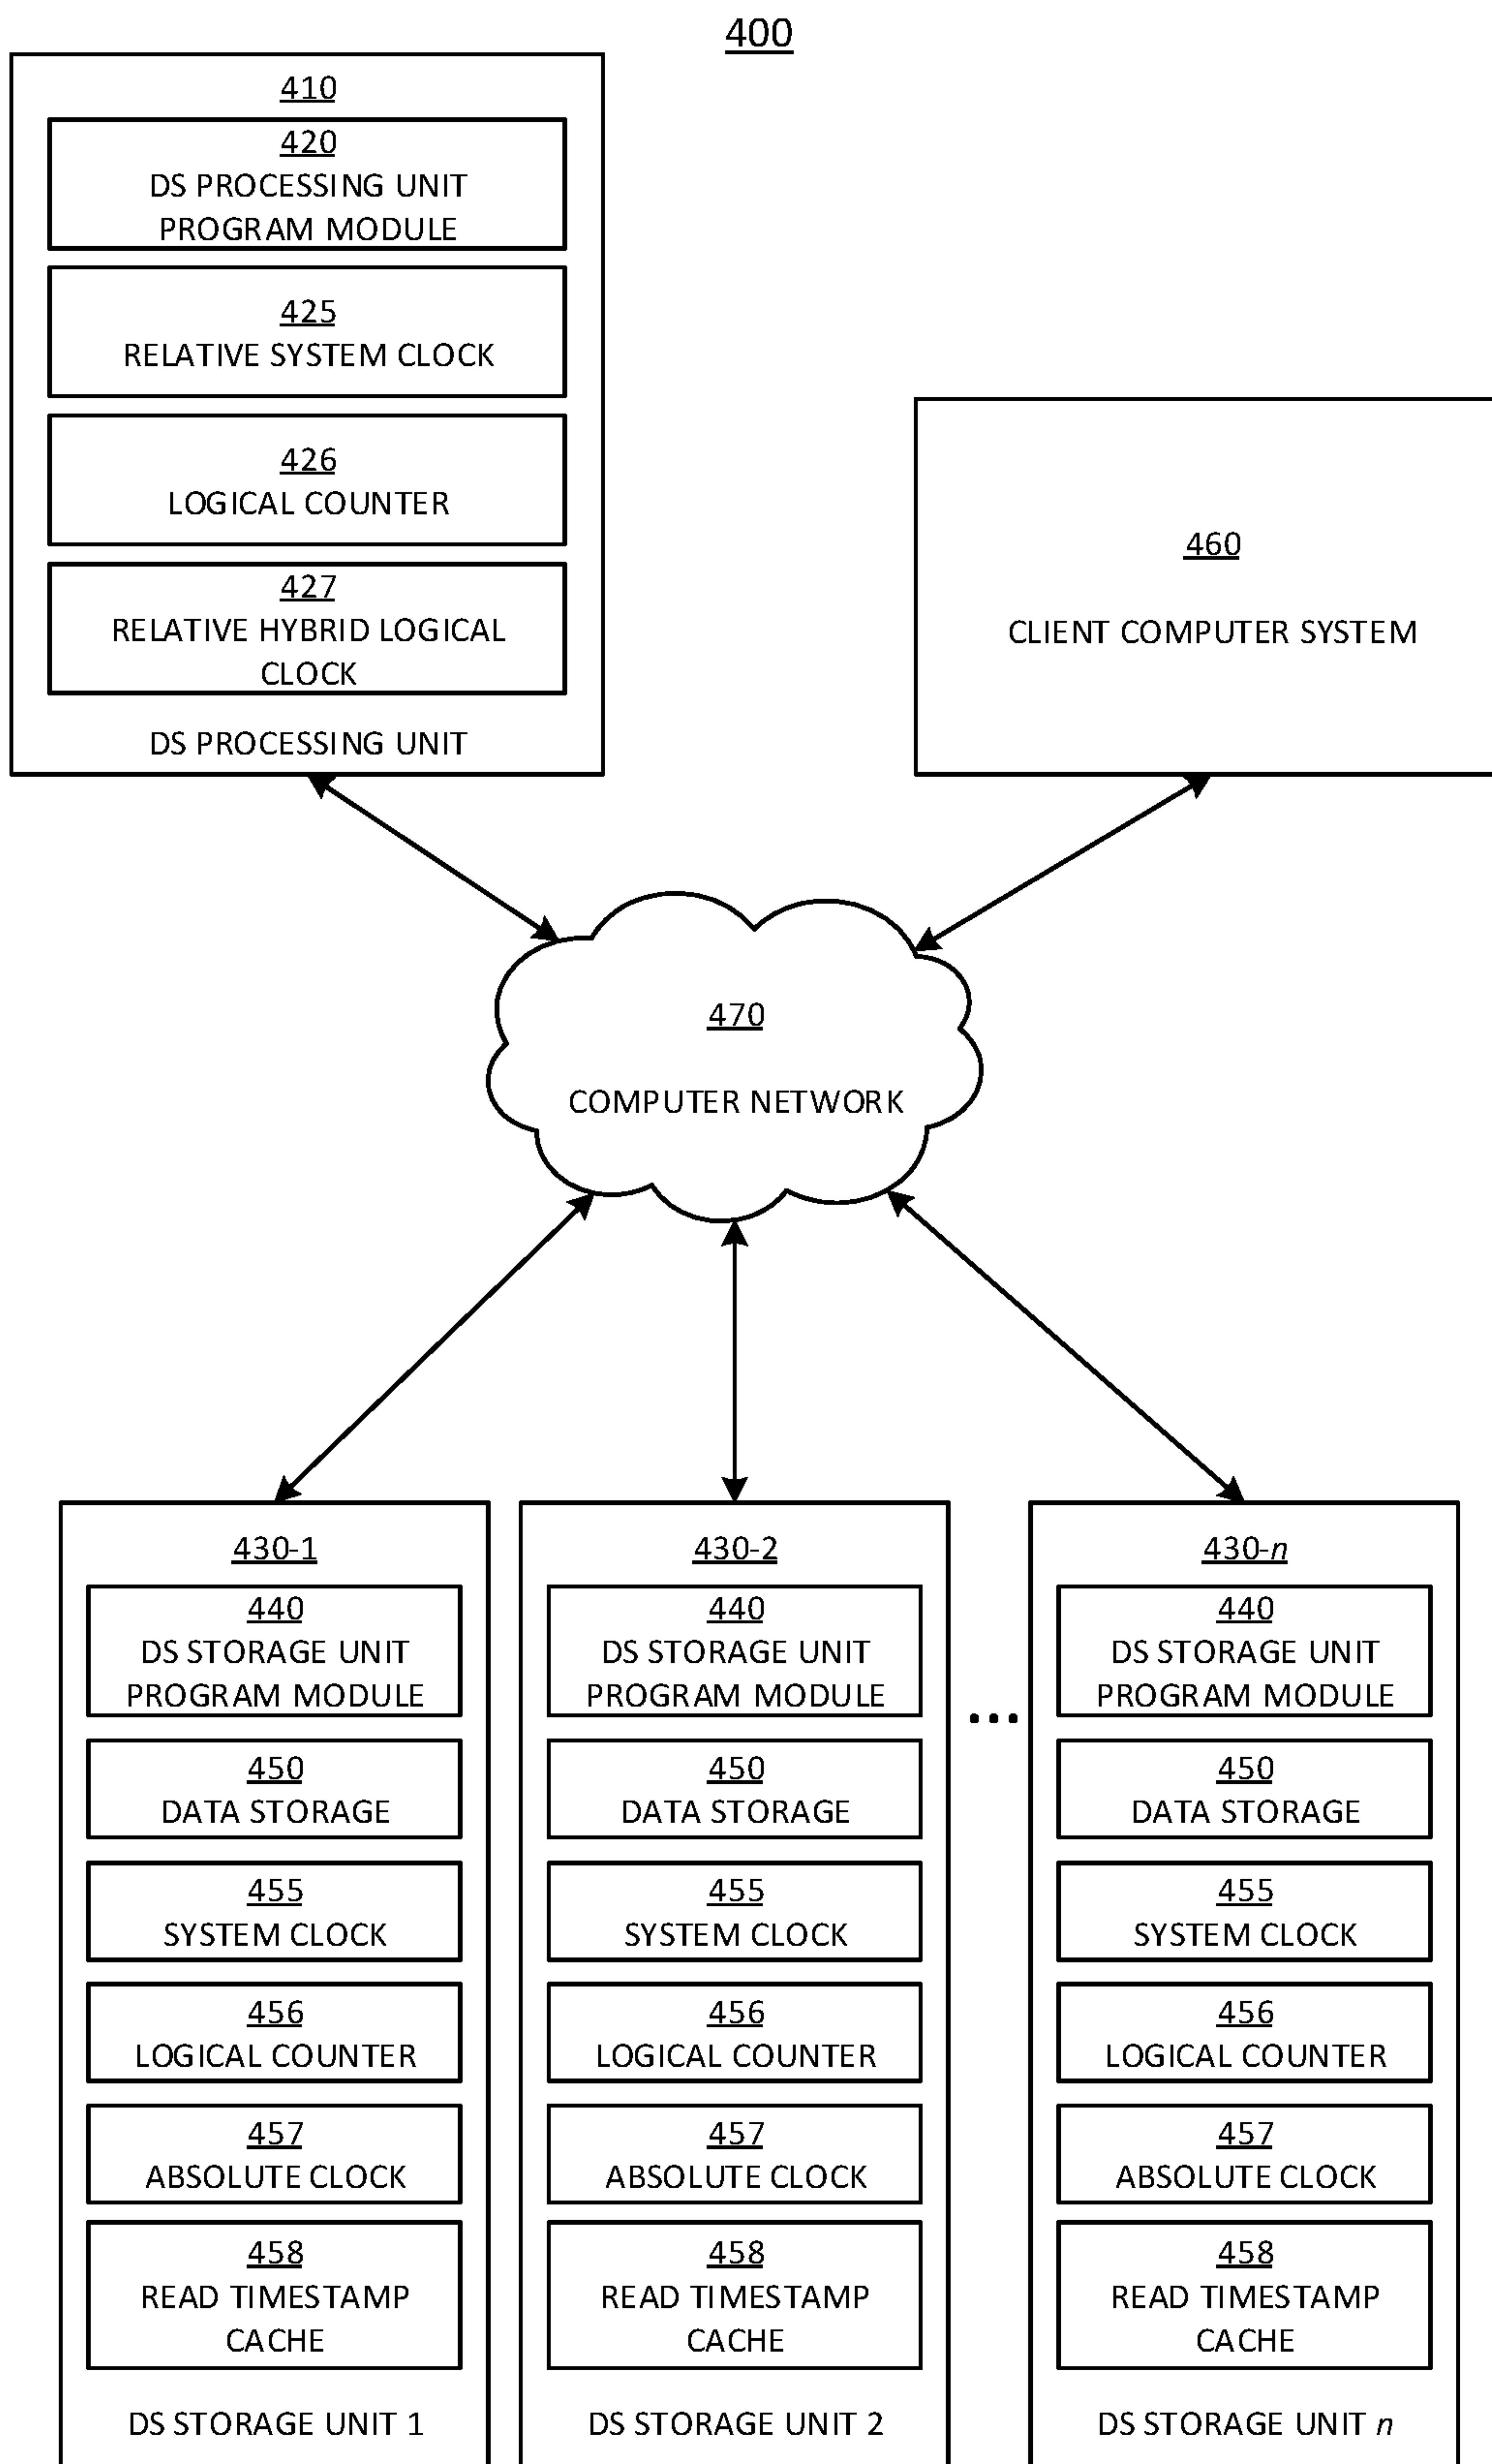 400
410
420
DS PROCESSING UNIT
PROGRAM MODULE
425
RELATIVE SYSTEM CLOCK
426
LOGICAL COUNTER
427
RELATIVE HYBRID LOGICAL
CLOCK
DS PROCESSING UNIT
460
CLIENT COMPUTER SYSTEM
470
COMPUTER NETWORK
430-1
440
DS STORAGE UNIT
PROGRAM MODULE
450
DATA STORAGE
455
SYSTEM CLOCK
456
LOGICAL COUNTER
457
ABSOLUTE CLOCK
458
READ TIMESTAMP
CACHE
DS STORAGE UNIT 1
430-2
440
DS STORAGE UNIT
PROGRAM MODULE
450
DATA STORAGE
455
SYSTEM CLOCK
456
LOGICAL COUNTER
457
ABSOLUTE CLOCK
458
READ TIMESTAMP
CACHE
DS STORAGE UNIT 2
...
430-n
440
DS STORAGE UNIT
PROGRAM MODULE
450
DATA STORAGE
455
SYSTEM CLOCK
456
LOGICAL COUNTER
457
ABSOLUTE CLOCK
458
READ TIMESTAMP
CACHE
DS STORAGE UNIT n